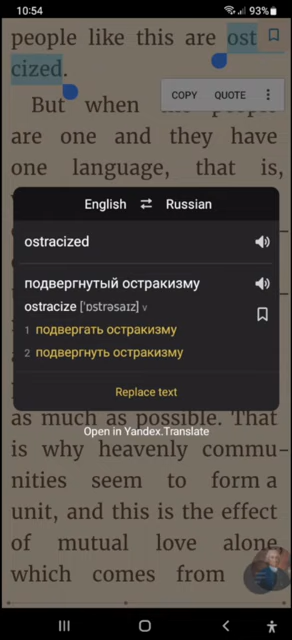 10:54
93%
people like this are ost
cized.
COPY QUOTE
But when
are one and they have
one language, that is,
English Russian
ostracized
подвергнутый остракизму
ostracize ['ɒstrəsaɪz] v
1 подвергать остракизму
2 подвергнуть остракизму
Replace text
as much as possible. That
Open in Yandex.Translate
is why heavenly commu-
nities seem to form a
unit, and this is the effect
of mutual love alone
which comes from